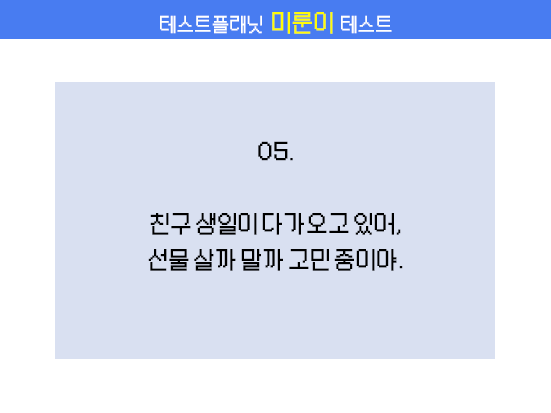 테스트플래닛 미룬이 테스트
05.
친구 생일이 다가오고 있어,
선물 살까 말까 고민 중이야.